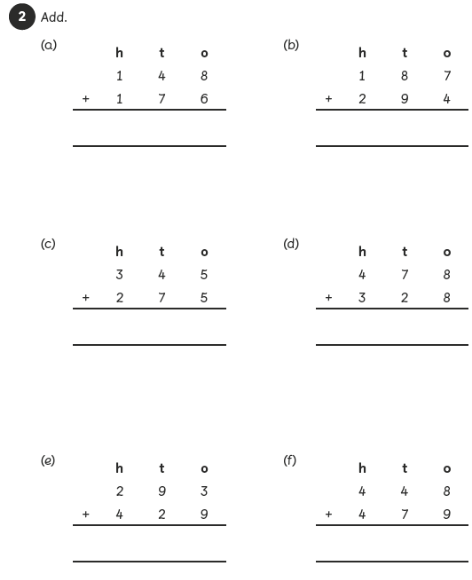 2 Add.
(a) h t o
1 4 8
+ 1 7 6
(b) h t o
1 8 7
+ 2 9 4
(c) h t o
3 4 5
+ 2 7 5
(d) h t o
4 7 8
+ 3 2 8
(e) h t o
2 9 3
+ 4 2 9
(f) h t o
4 4 8
+ 4 7 9